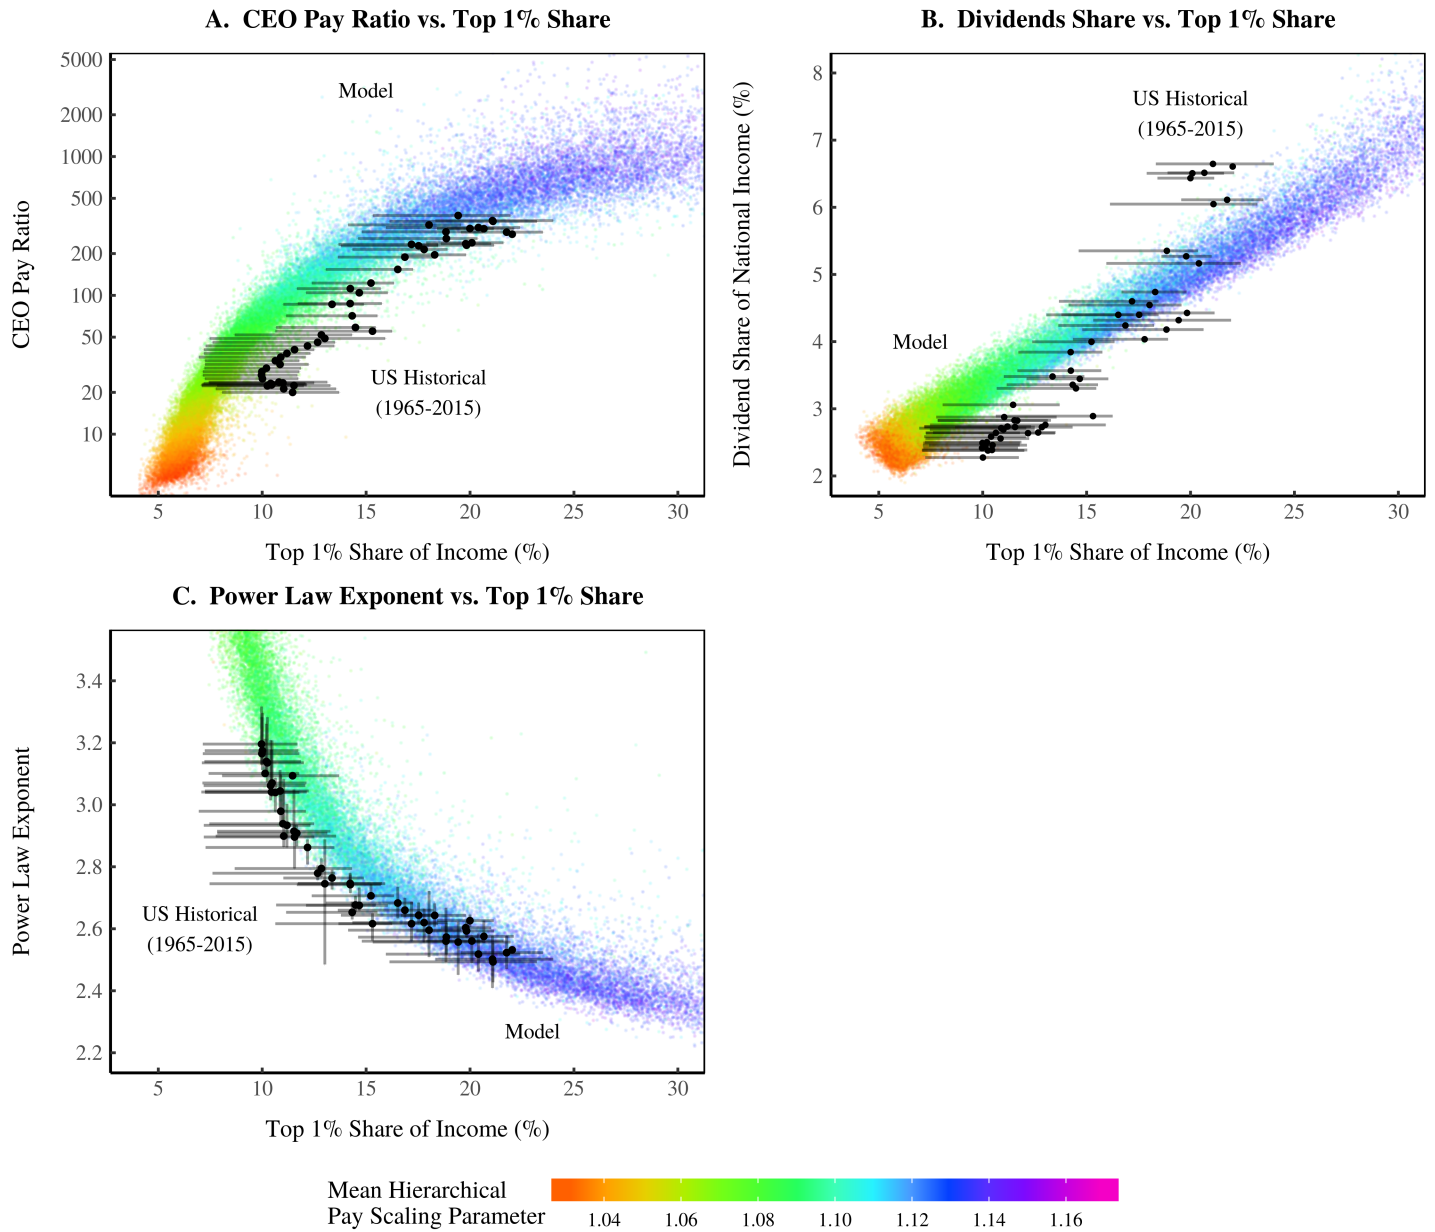 A. CEO Pay Ratio vs. Top 1% Share
CEO Pay Ratio
5000
2000
1000
500
200
100
50
20
10
Model
US Historical
(1965-2015)
5 10 15 20 25 30
Top 1% Share of Income (%)
B. Dividends Share vs. Top 1% Share
Dividend Share of National Income (%)
8
7
6
5
4
3
2
US Historical
(1965-2015)
Model
5 10 15 20 25 30
Top 1% Share of Income (%)
C. Power Law Exponent vs. Top 1% Share
Power Law Exponent
3.4
3.2
3.0
2.8
2.6
2.4
2.2
US Historical
(1965-2015)
Model
5 10 15 20 25 30
Top 1% Share of Income (%)
Mean Hierarchical
Pay Scaling Parameter
1.04 1.06 1.08 1.10 1.12 1.14 1.16